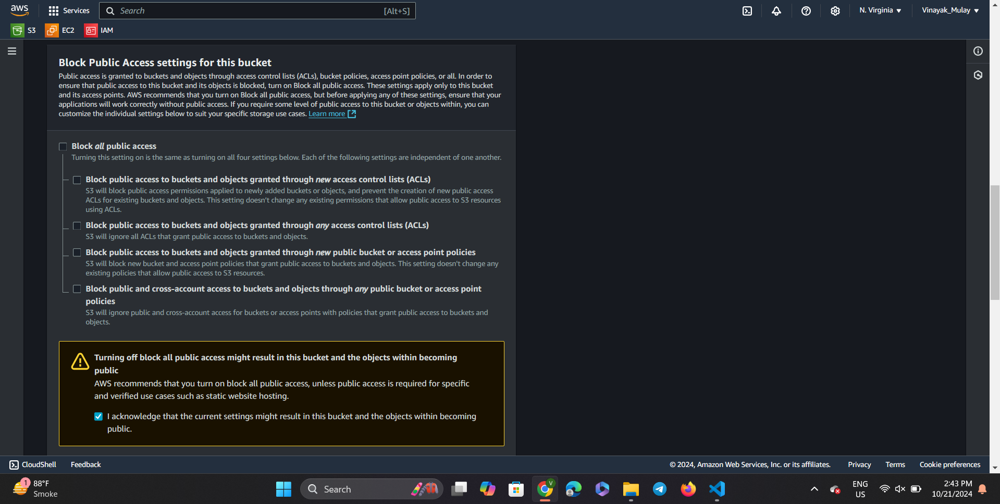 aws
Services
Search
[Alt+S]
N. Virginia
Vinayak_Mulay
S3
EC2
IAM
Block Public Access settings for this bucket
Public access is granted to buckets and objects through access control lists (ACLs), bucket policies, access point policies, or all. In order to
ensure that public access to this bucket and its objects is blocked, turn on Block all public access. These settings apply only to this bucket
and its access points. AWS recommends that you turn on Block all public access, but before applying any of these settings, ensure that your
applications will work correctly without public access. If you require some level of public access to this bucket or objects within, you can
customize the individual settings below to suit your specific storage use cases. Learn more
Block all public access
Turning this setting on is the same as turning on all four settings below. Each of the following settings are independent of one another.
Block public access to buckets and objects granted through new access control lists (ACLs)
S3 will block public access permissions applied to newly added buckets or objects, and prevent the creation of new public access
ACLs for existing buckets and objects. This setting doesn't change any existing permissions that allow public access to S3 resources
using ACLs.
Block public access to buckets and objects granted through any access control lists (ACLs)
S3 will ignore all ACLs that grant public access to buckets and objects.
Block public access to buckets and objects granted through new public bucket or access point policies
S3 will block new bucket and access point policies that grant public access to buckets and objects. This setting doesn't change any
existing policies that allow public access to S3 resources.
Block public and cross-account access to buckets and objects through any public bucket or access point
policies
S3 will ignore public and cross-account access for buckets or access points with policies that grant public access to buckets and
objects.
Turning off block all public access might result in this bucket and the objects within becoming
public
AWS recommends that you turn on block all public access, unless public access is required for specific
and verified use cases such as static website hosting.
I acknowledge that the current settings might result in this bucket and the objects within becoming
public.
CloudShell
Feedback
© 2024, Amazon Web Services, Inc. or its affiliates.
Privacy
Terms
Cookie preferences
1
88°F
Smoke
Search
V
ENG
US
2:43 PM
10/21/2024